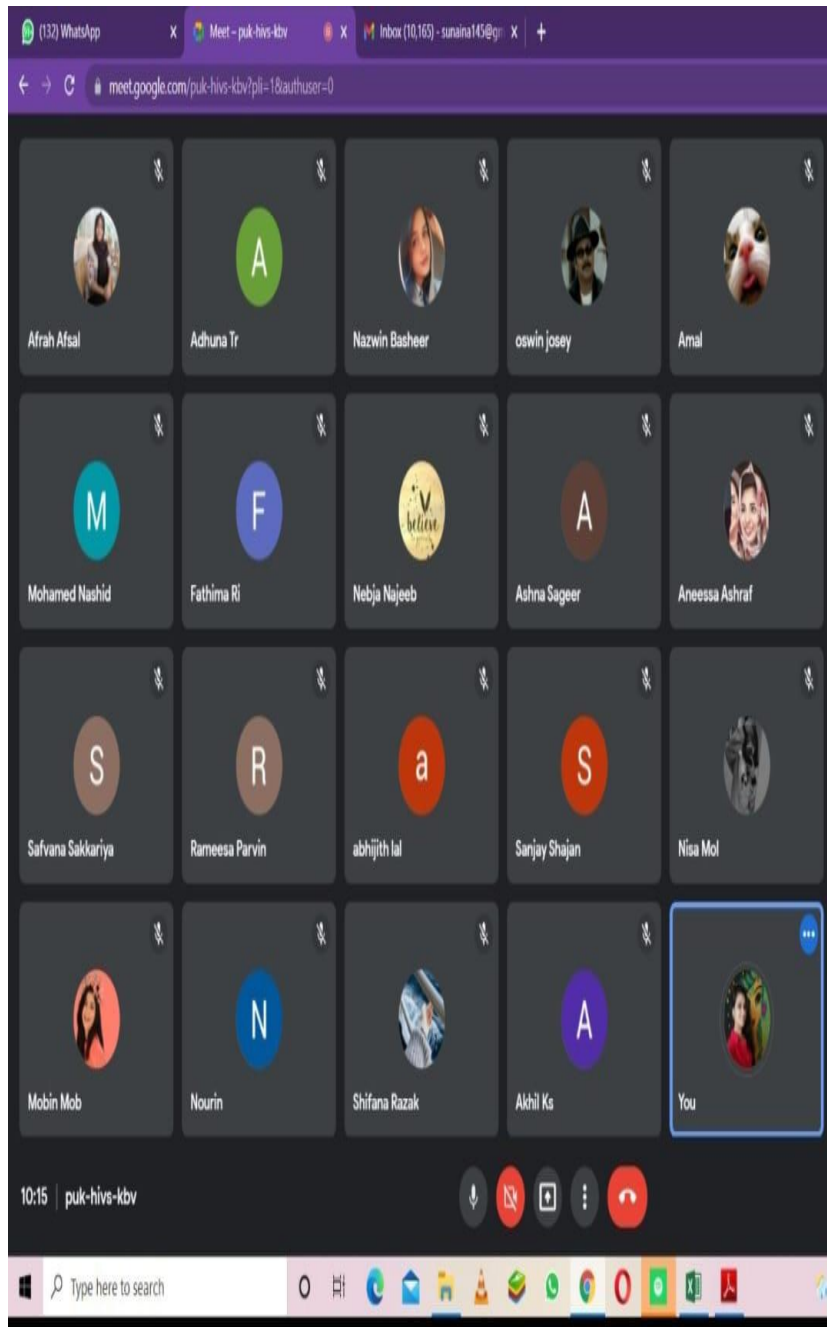 (132) WhatsApp
Meet – puk-hivs-kbv
Inbox (10,165) - sunaina145@gm
meet.google.com/puk-hivs-kbv?pli=1&authuser=0
Afrah Afsal
A
Adhuna Tr
Nazwin Basheer
oswin josey
Amal
M
Mohamed Nashid
F
Fathima Ri
believe
Nebja Najeeb
A
Ashna Sageer
Aneessa Ashraf
S
Safvana Sakkariya
R
Rameesa Parvin
a
abhijith lal
S
Sanjay Shajan
Nisa Mol
Mobin Mob
N
Nourin
Shifana Razak
A
Akhil Ks
You
10:15 | puk-hivs-kbv
Type here to search